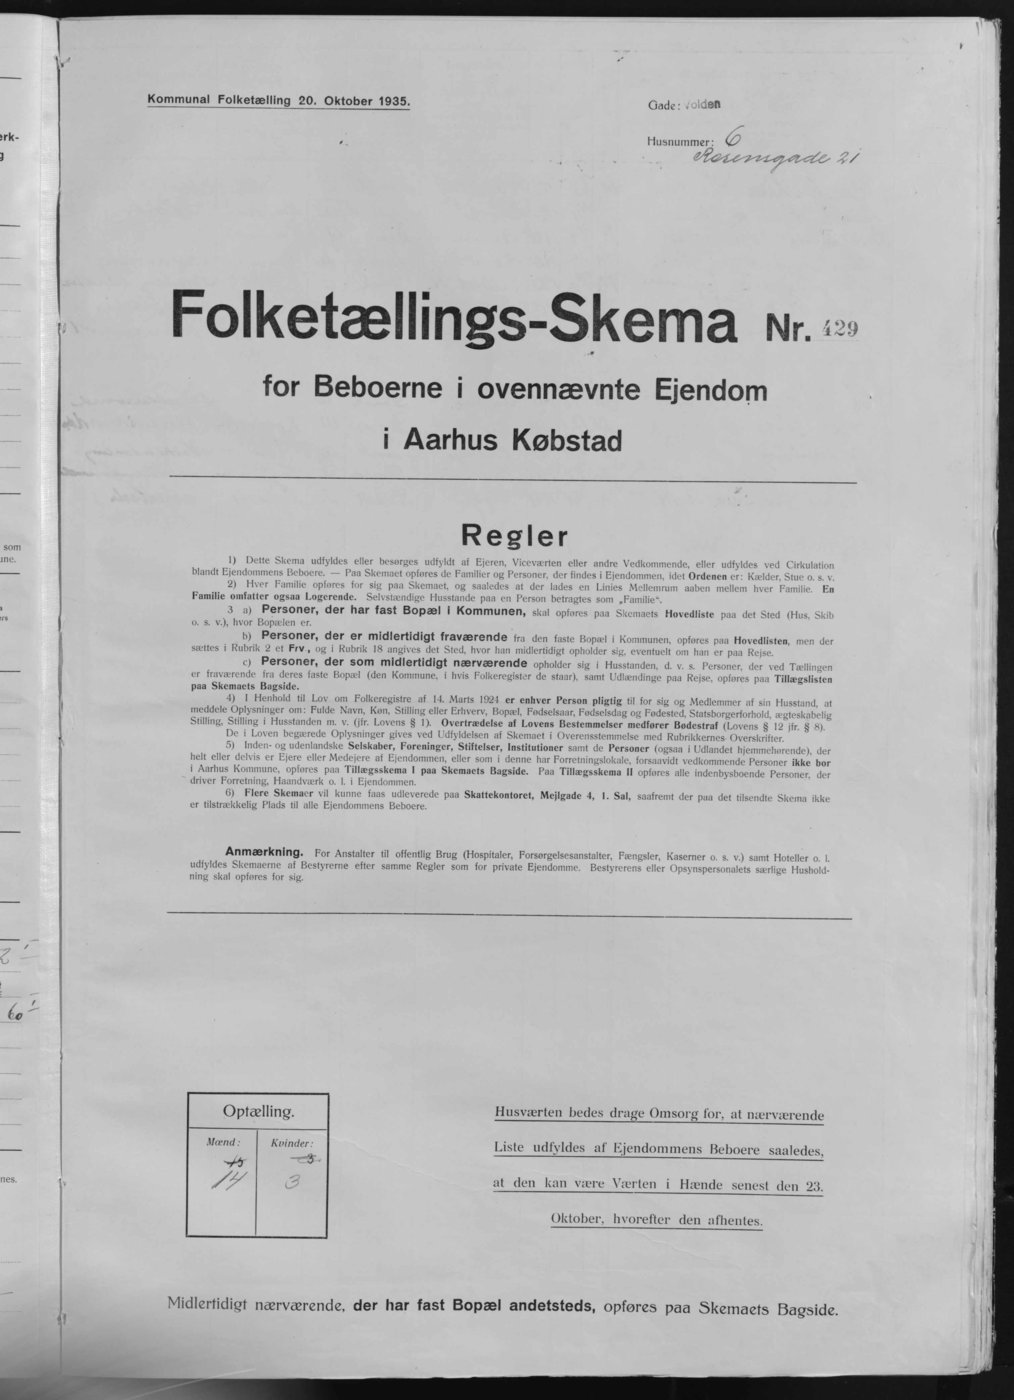 Kommunal Folketælling 20. Oktober 1935.
Gade: Volden
Husnummer: 6
Rosensgade 21
Folketællings-Skema Nr. 429
for Beboerne i ovennævnte Ejendom
i Aarhus Købstad
Regler
1) Dette Skema udfyldes eller besørges udfyldt af Ejeren, Viceværten eller andre Vedkommende, eller udfyldes ved Cirkulation
blandt Ejendommens Beboere. — Paa Skemaet opføres de Familier og Personer, der findes i Ejendommen, idet Ordenen er: Kælder, Stue o. s. v.
2) Hver Familie opføres for sig paa Skemaet, og saaledes at der lades en Linies Mellemrum aaben mellem hver Familie. En
Familie omfatter ogsaa Logerende. Selvstændige Husstande paa en Person betragtes som „Familie“.
3 a) Personer, der har fast Bopæl i Kommunen, skal opføres paa Skemaets Hovedliste paa det Sted (Hus, Skib
o. s. v.), hvor Bopælen er.
b) Personer, der er midlertidigt fraværende fra den faste Bopæl i Kommunen, opføres paa Hovedlisten, men der
sættes i Rubrik 2 et Frv., og i Rubrik 18 angives det Sted, hvor han midlertidigt opholder sig, eventuelt om han er paa Rejse.
c) Personer, der som midlertidigt nærværende opholder sig i Husstanden, d. v. s. Personer, der ved Tællingen
er fraværende fra deres faste Bopæl (den Kommune, i hvis Folkeregister de staar), samt Udlændinge paa Rejse, opføres paa Tillægslisten
paa Skemaets Bagside.
4) I Henhold til Lov om Folkeregistre af 14. Marts 1924 er enhver Person pligtig til for sig og Medlemmer af sin Husstand, at
meddele Oplysninger om: Fulde Navn, Køn, Stilling eller Erhverv, Bopæl, Fødselsaar, Fødselsdag og Fødested, Statsborgerforhold, ægteskabelig
Stilling, Stilling i Husstanden m. v. (jfr. Lovens § 1). Overtrædelse af Lovens Bestemmelser medfører Bødestraf (Lovens § 12 jfr. § 8).
De i Loven begærede Oplysninger gives ved Udfyldelsen af Skemaet i Overensstemmelse med Rubrikkernes Overskrifter.
5) Inden- og udenlandske Selskaber, Foreninger, Stiftelser, Institutioner samt de Personer (ogsaa i Udlandet hjemmehørende), der
helt eller delvis er Ejere eller Medejere af Ejendommen, eller som i denne har Forretningslokale, forsaavidt vedkommende Personer ikke bor
i Aarhus Kommune, opføres paa Tillægsskema I paa Skemaets Bagside. Paa Tillægsskema II opføres alle indenbysboende Personer, der
driver Forretning, Haandværk o. l. i Ejendommen.
6) Flere Skemaer vil kunne faas udleverede paa Skattekontoret, Mejlgade 4, 1. Sal, saafremt der paa det tilsendte Skema ikke
er tilstrækkelig Plads til alle Ejendommens Beboere.
Anmærkning. For Anstalter til offentlig Brug (Hospitaler, Forsørgelsesanstalter, Fængsler, Kaserner o. s. v.) samt Hoteller o. l.
udfyldes Skemaerne af Bestyrerne efter samme Regler som for private Ejendomme. Bestyrerens eller Opsynspersonalets særlige Hushold-
ning skal opføres for sig.
Optælling.
Mænd: Kvinder:
14 3
Husværten bedes drage Omsorg for, at nærværende
Liste udfyldes af Ejendommens Beboere saaledes,
at den kan være Værten i Hænde senest den 23.
Oktober, hvorefter den afhentes.
Midlertidigt nærværende, der har fast Bopæl andetsteds, opføres paa Skemaets Bagside.